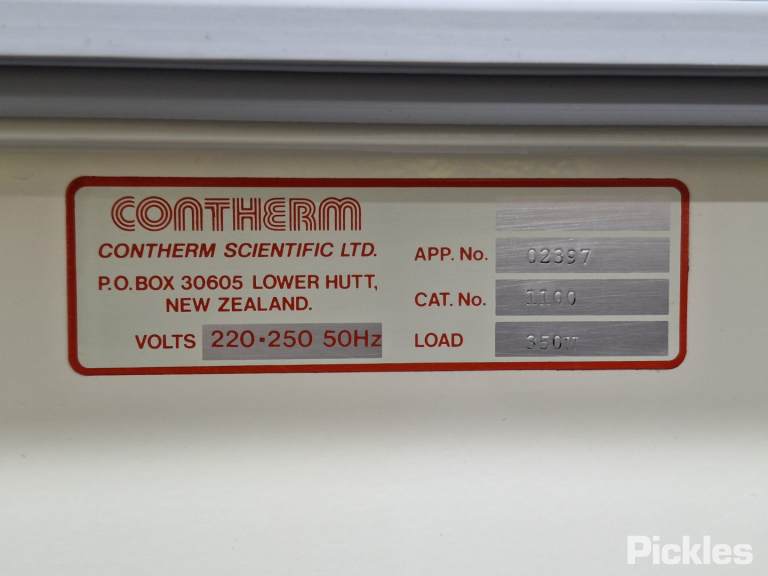 CONTHERM
CONTHERM SCIENTIFIC LTD.
P.O.BOX 30605 LOWER HUTT,
NEW ZEALAND.
VOLTS 220•250 50Hz
APP. No. 02397
CAT. No. 1100
LOAD 350W
Pickles